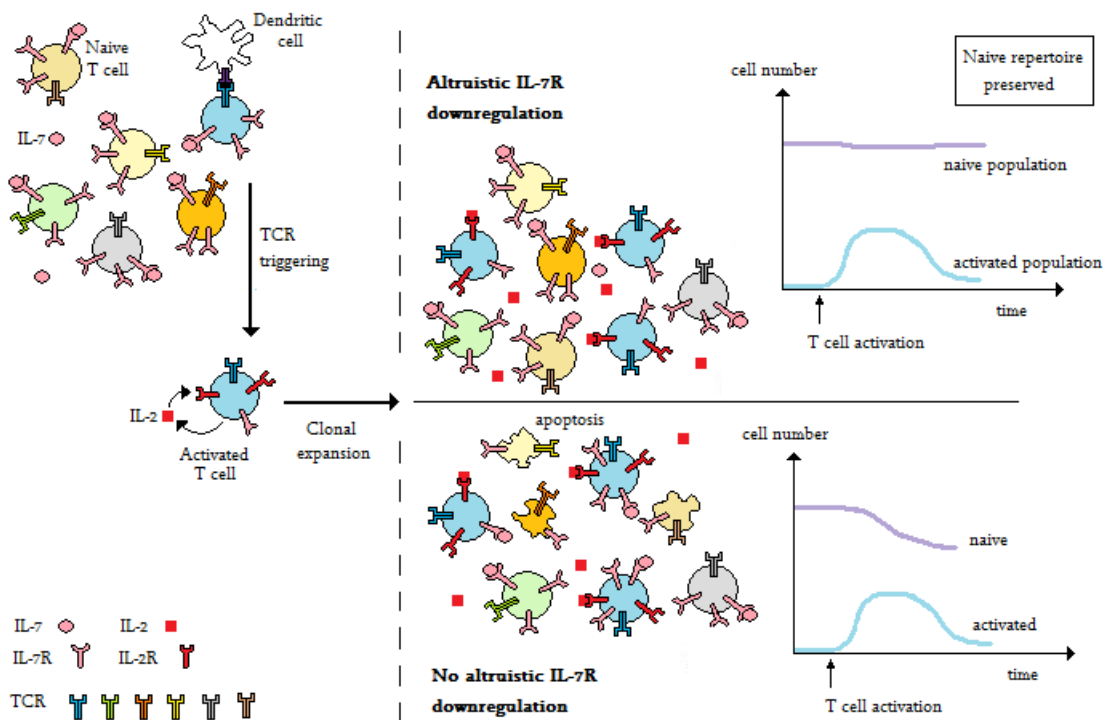 Naive
T cell
Dendritic
cell
IL-7
TCR
triggering
IL-2
Activated
T cell
Clonal
expansion
IL-7
IL-2
IL-7R
IL-2R
TCR
Altruistic IL-7R
downregulation
cell number
Naive repertoire
preserved
naive population
activated population
time
T cell activation
apoptosis
cell number
naive
activated
time
T cell activation
No altruistic IL-7R
downregulation